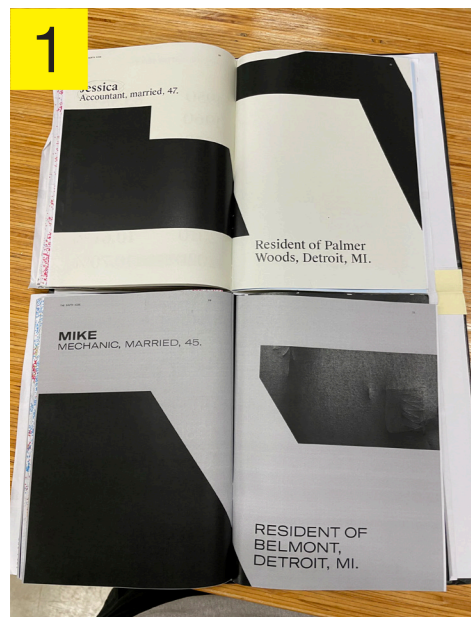 1
Jessica
Accountant, married, 47.
Resident of Palmer
Woods, Detroit, MI.
MIKE
MECHANIC, MARRIED, 45.
RESIDENT OF
BELMONT,
DETROIT, MI.